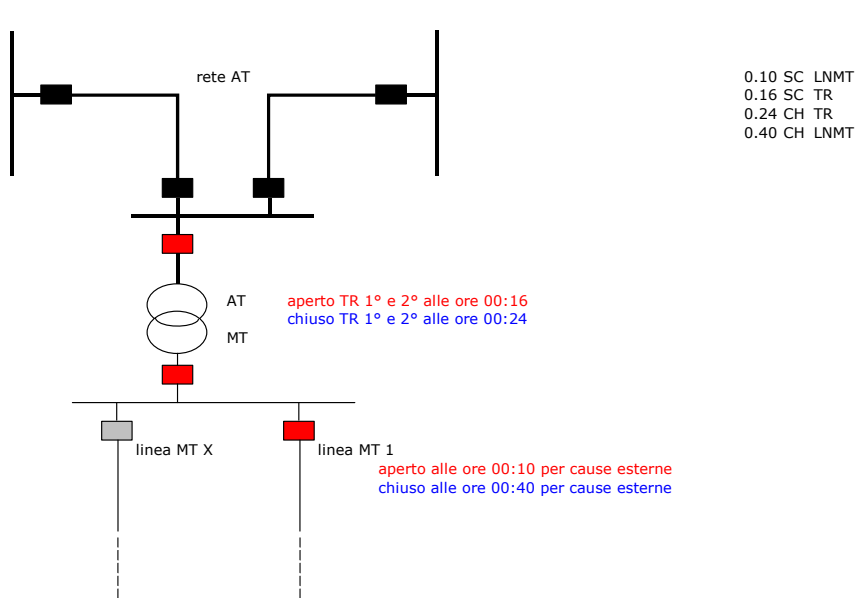 rete AT
0.10 SC LNMT
0.16 SC TR
0.24 CH TR
0.40 CH LNMT
AT
MT
aperto TR 1° e 2° alle ore 00:16
chiuso TR 1° e 2° alle ore 00:24
linea MT X
linea MT 1
aperto alle ore 00:10 per cause esterne
chiuso alle ore 00:40 per cause esterne